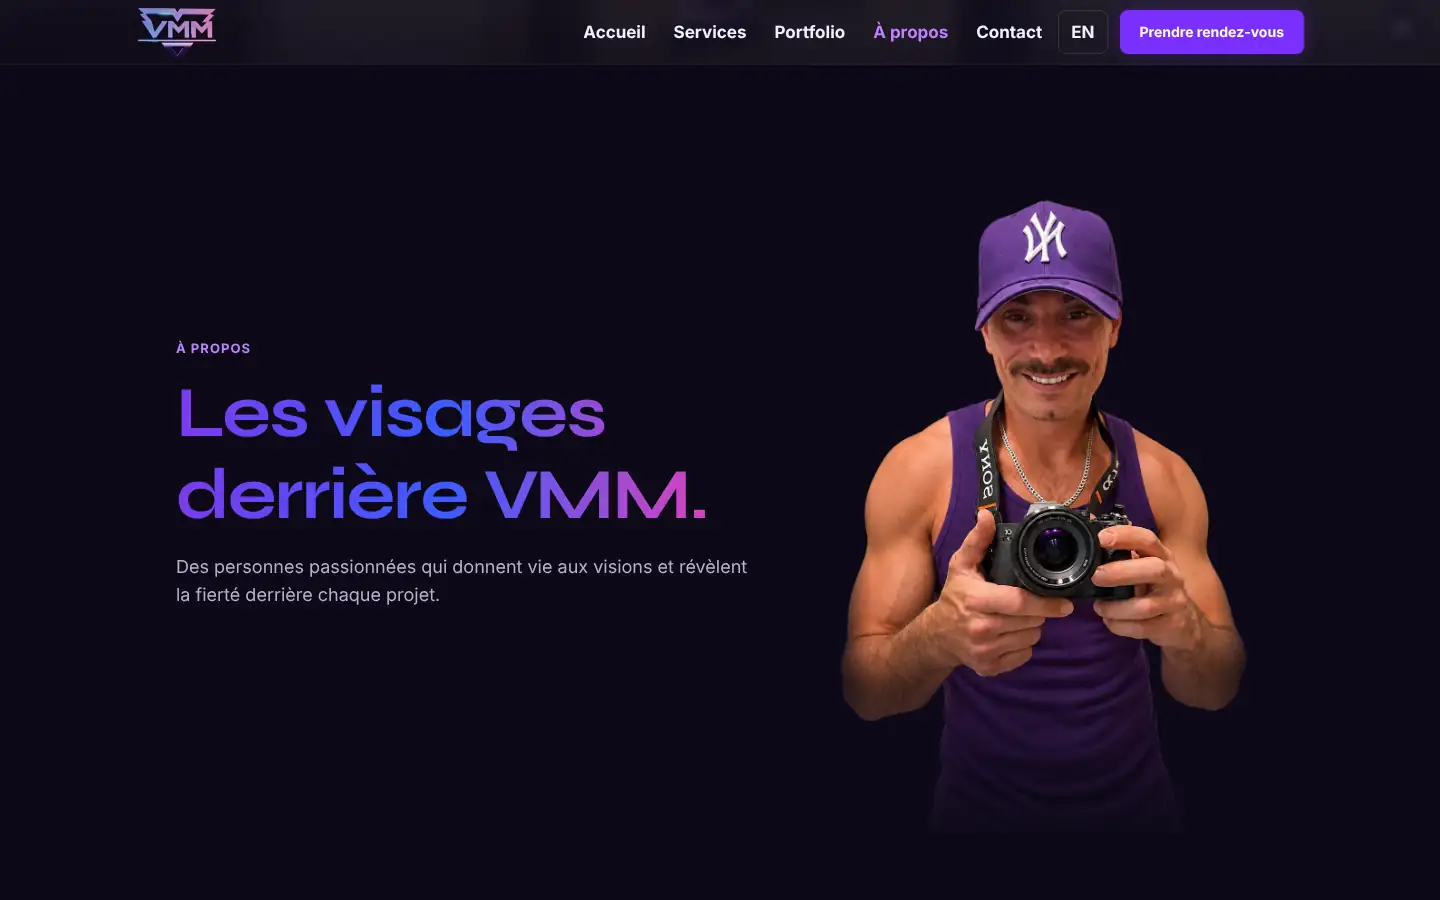 VMM
Accueil
Services
Portfolio
À propos
Contact
EN
Prendre rendez-vous
À PROPOS
Les visages
derrière VMM.
Des personnes passionnées qui donnent vie aux visions et révèlent
la fierté derrière chaque projet.
SONY